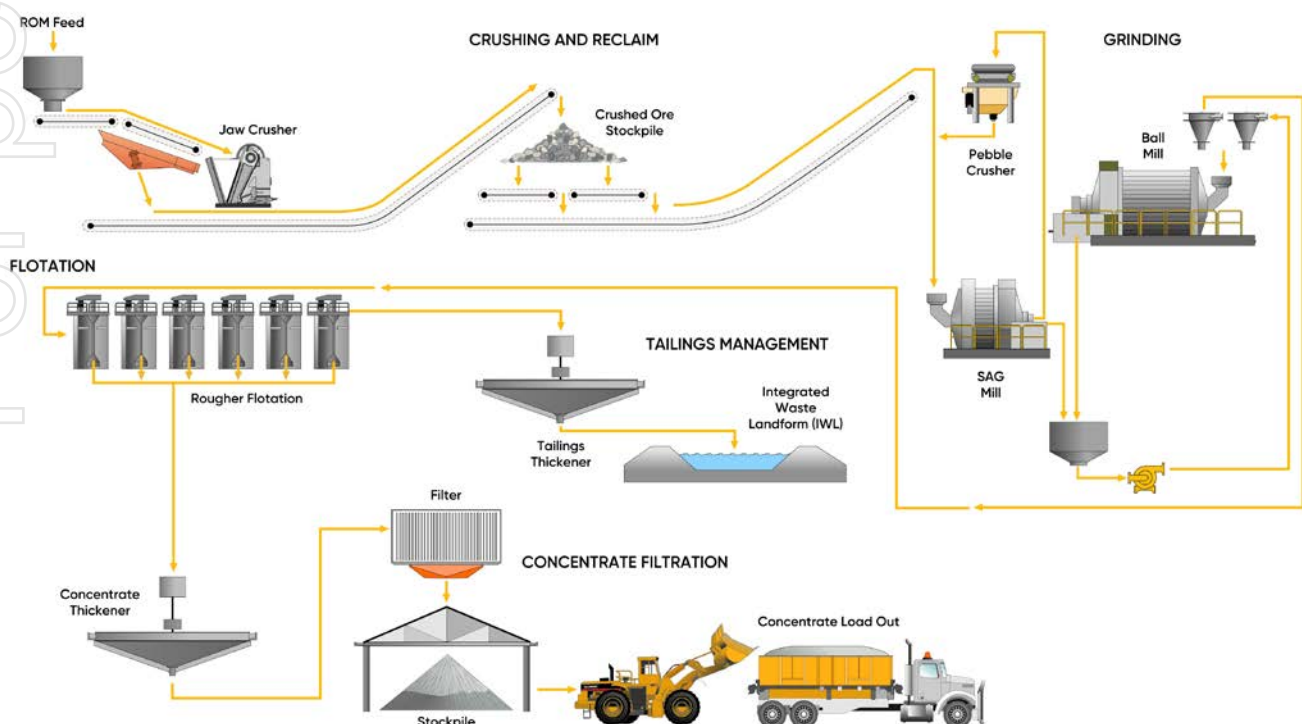 ROM Feed
CRUSHING AND RECLAIM
GRINDING
Jaw Crusher
Crushed Ore
Stockpile
Pebble
Crusher
Ball
Mill
FLOTATION
Rougher Flotation
TAILINGS MANAGEMENT
SAG
Mill
Integrated
Waste
Landform (IWL)
Tailings
Thickener
Filter
CONCENTRATE FILTRATION
Concentrate
Thickener
Concentrate Load Out
Stockpile